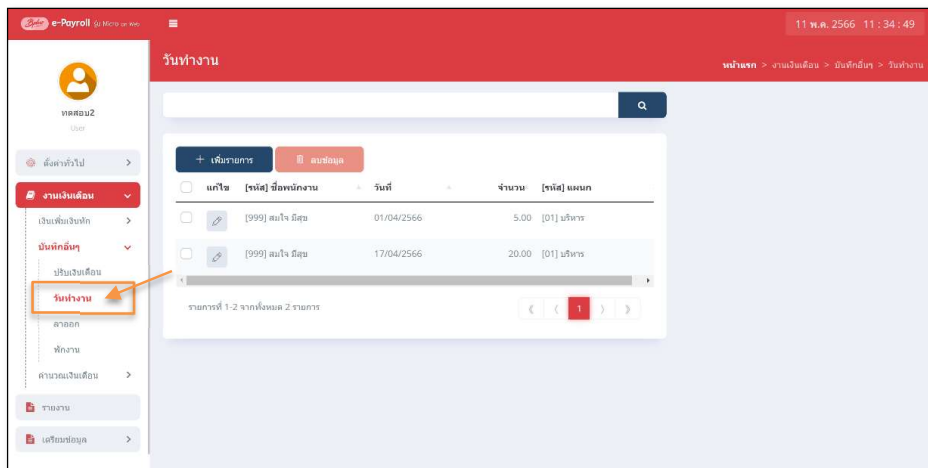 e-Payroll รุ่น Micro on Web
11 พ.ค. 2566 11 : 34 : 49
วันทำงาน
หน้าแรก > งานเงินเดือน > บันทึกอื่นๆ > วันทำงาน
ทดสอบ2
User
ตั้งค่าทั่วไป
งานเงินเดือน
เงินเพิ่มเงินหัก
บันทึกอื่นๆ
ปรับเงินเดือน
วันทำงาน
ลาออก
พักงาน
คำนวณเงินเดือน
รายงาน
เตรียมข้อมูล
+ เพิ่มรายการ
ลบข้อมูล
แก้ไข [รหัส] ชื่อพนักงาน วันที่ จำนวน [รหัส] แผนก
[999] สมใจ มีสุข 01/04/2566 5.00 [01] บริหาร
[999] สมใจ มีสุข 17/04/2566 20.00 [01] บริหาร
รายการที่ 1-2 จากทั้งหมด 2 รายการ
1